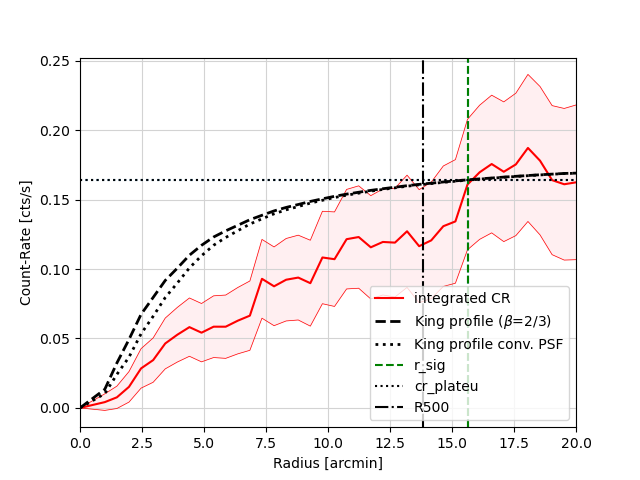 0.25
0.20
0.15
0.10
0.05
0.00
Count-Rate [cts/s]
integrated CR
King profile (β=2/3)
King profile conv. PSF
r_sig
cr_plateu
R500
0.0 2.5 5.0 7.5 10.0 12.5 15.0 17.5 20.0
Radius [arcmin]